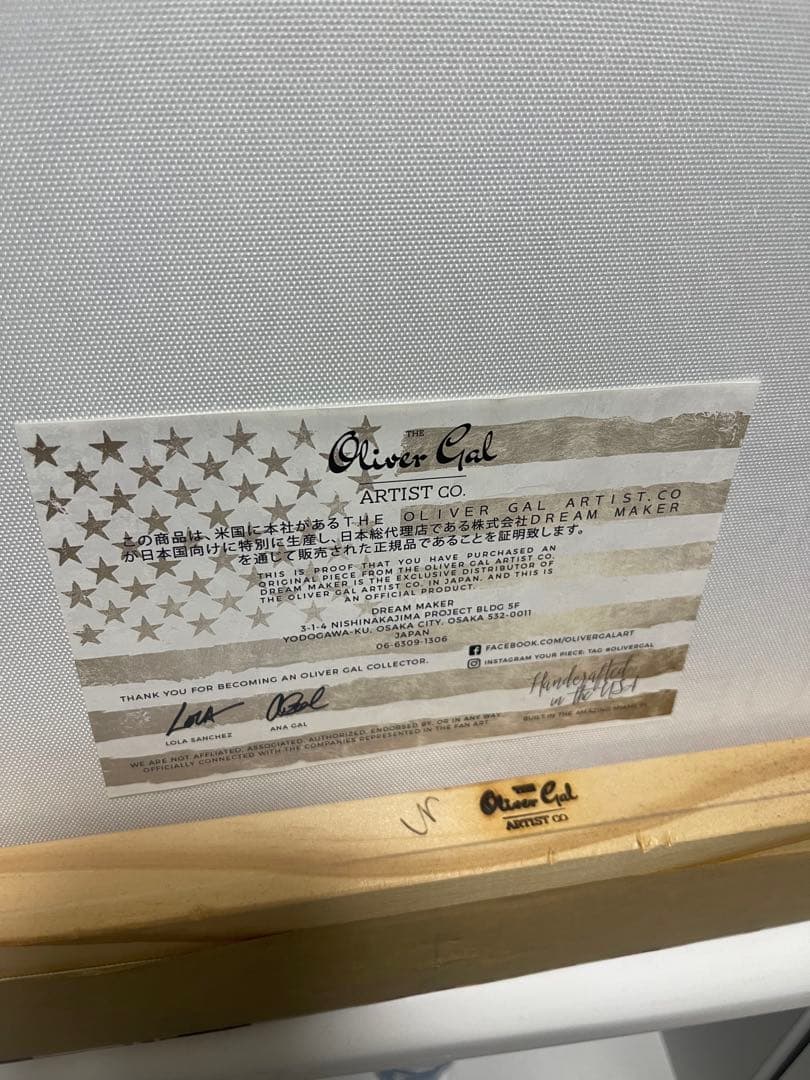 THE
Oliver Gal
ARTIST CO.
この商品は、米国に本社があるTHE OLIVER GAL ARTIST.CO
が日本国向けに特別に生産し、日本総代理店である株式会社DREAM MAKER
を通じて販売された正規品であることを証明致します。
THIS IS PROOF THAT YOU HAVE PURCHASED AN
ORIGINAL PIECE FROM THE OLIVER GAL ARTIST CO.
DREAM MAKER IS THE EXCLUSIVE DISTRIBUTOR OF
THE OLIVER GAL ARTIST CO. IN JAPAN. AND THIS IS
AN OFFICIAL PRODUCT.
DREAM MAKER
3-1-4 NISHINAKAJIMA PROJECT BLDG 5F
YODOGAWA-KU, OSAKA CITY, OSAKA 532-0011
JAPAN
06-6309-1306
FACEBOOK.COM/OLIVERGALART
INSTAGRAM YOUR PIECE: TAG #OLIVERGAL
THANK YOU FOR BECOMING AN OLIVER GAL COLLECTOR.
Handcrafted
in the USA
LOLA
LOLA SANCHEZ
ANA GAL
BUILT IN THE AMAZING MIAMI
WE ARE NOT AFFILIATED, ASSOCIATED, AUTHORIZED, ENDORSED BY, OR IN ANY WAY
OFFICIALLY CONNECTED WITH THE COMPANIES REPRESENTED IN THE FAN ART
THE
Oliver Gal
ARTIST CO